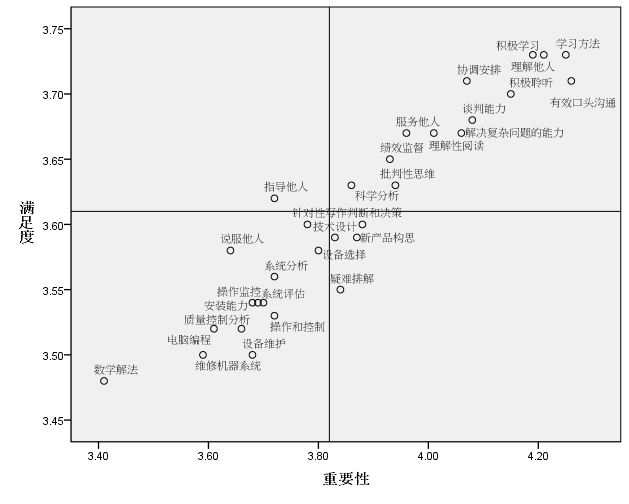 3.75
积极学习
学习方法
理解他人
协调安排
积极聆听
3.70
有效口头沟通
谈判能力
服务他人
解决复杂问题的能力
理解性阅读
绩效监督
3.65
批判性思维
指导他人
科学分析
满足度
针对性写作
判断和决策
3.60
技术设计
说服他人
新产品构思
设备选择
系统分析
疑难排解
3.55
操作监控
系统评估
安装能力
质量控制分析
操作和控制
电脑编程
设备维护
3.50
维修机器系统
数学解法
3.45
3.40
3.60
3.80
4.00
4.20
重要性